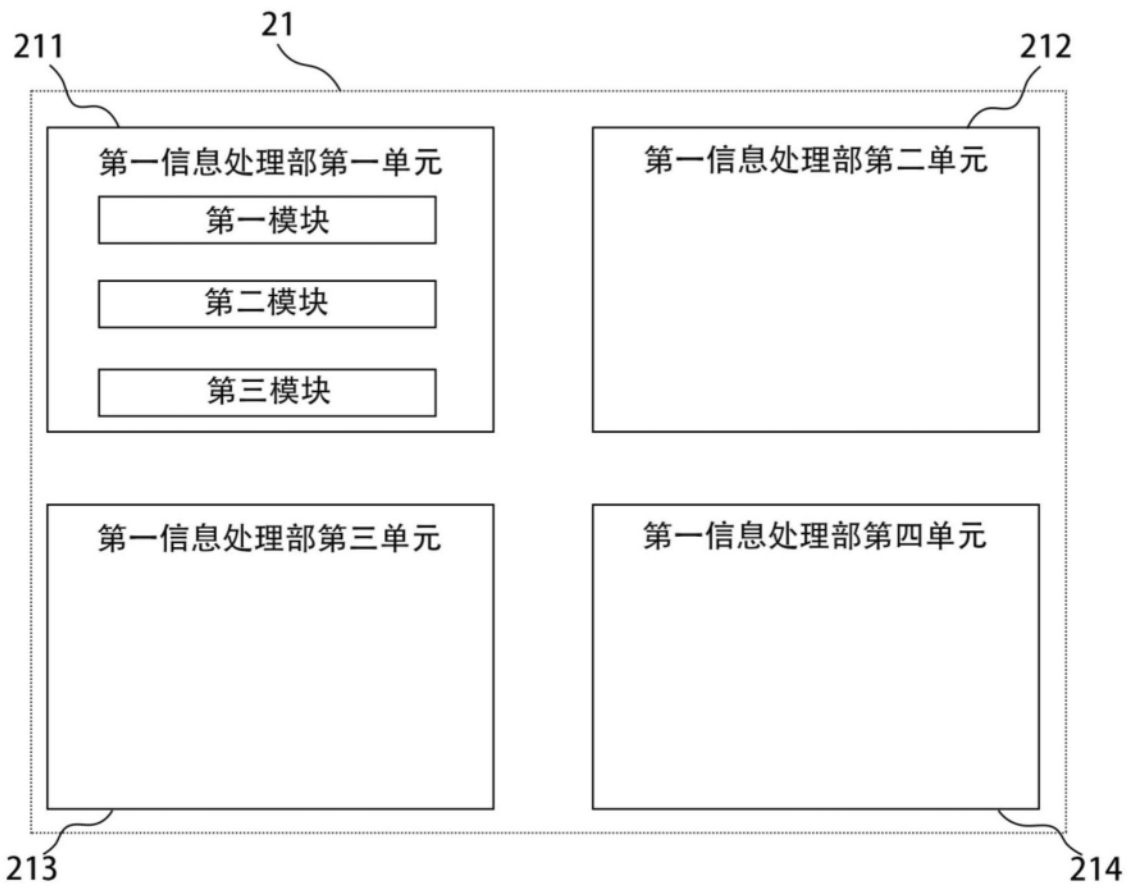 21
211
212
第一信息处理部第一单元
第一模块
第二模块
第三模块
第一信息处理部第二单元
第一信息处理部第三单元
第一信息处理部第四单元
213
214